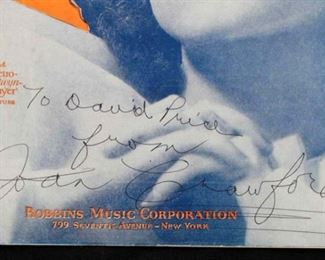 To David Price
from
Joan Crawford
ROBBINS MUSIC CORPORATION
799 SEVENTH AVENUE - NEW YORK